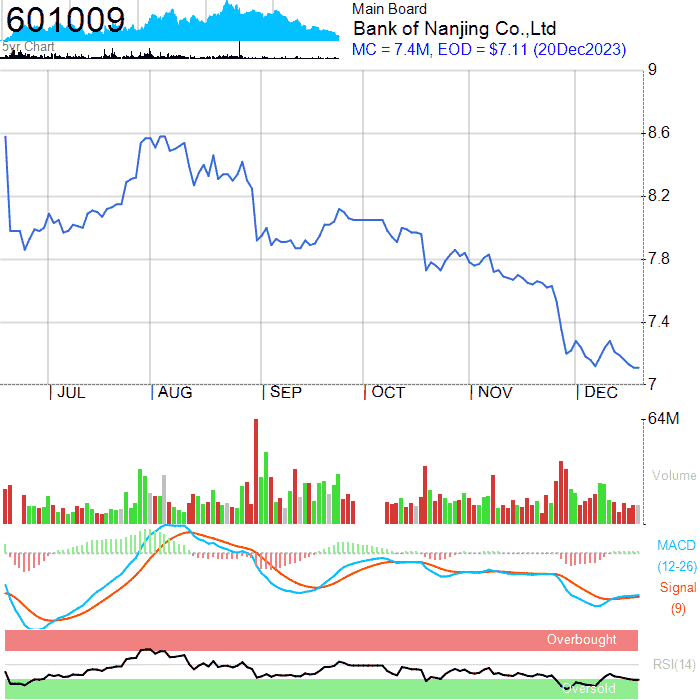 601009
5yr Chart
Main Board
Bank of Nanjing Co.,Ltd
MC = 7.4M, EOD = $7.11 (20Dec2023)
9
8.6
8.2
7.8
7.4
7
JUL AUG SEP OCT NOV DEC
64M
Volume
MACD
(12-26)
Signal
(9)
Overbought
RSI(14)
Oversold